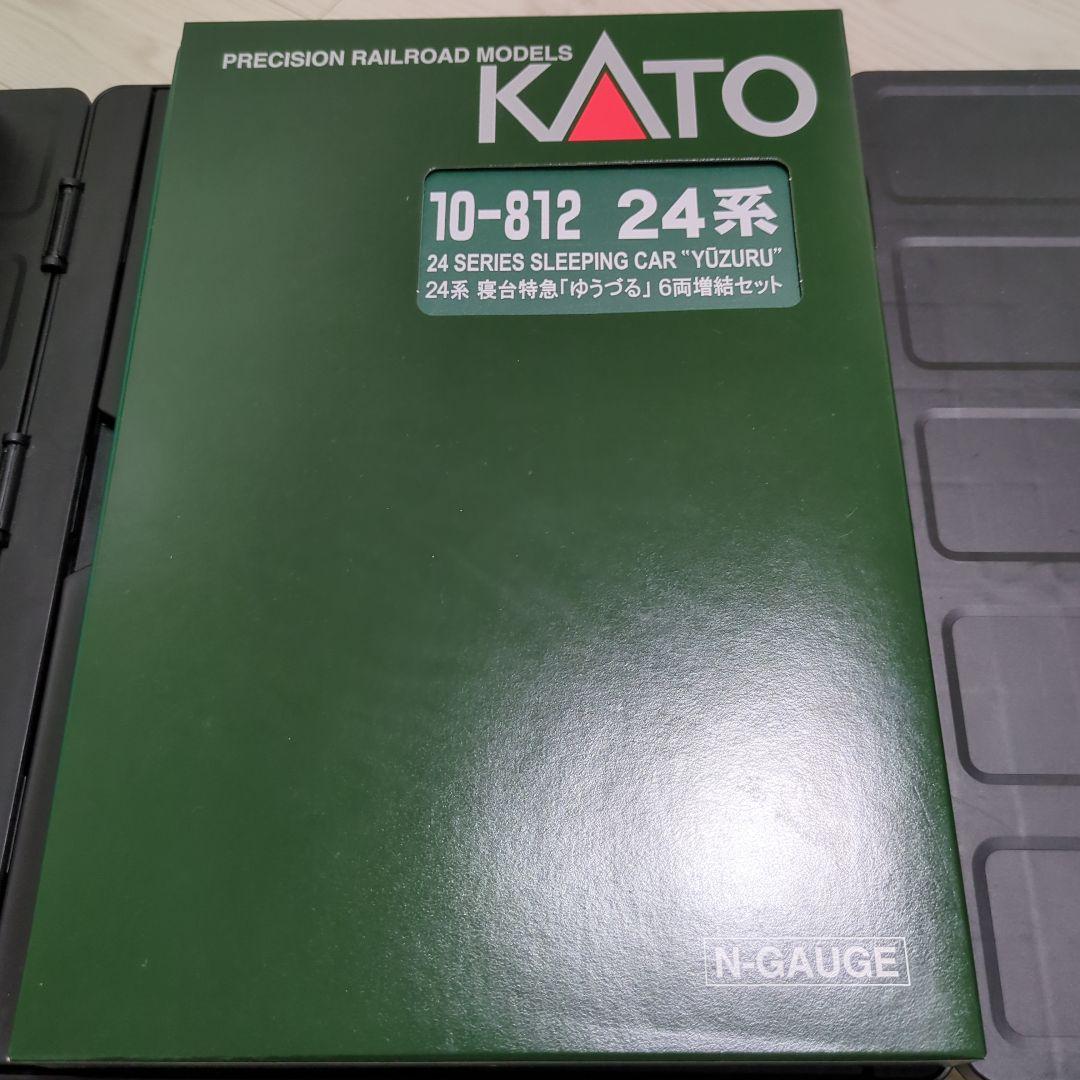 PRECISION RAILROAD MODELS
KATO
10-812 24系
24 SERIES SLEEPING CAR “YŪZURU”
24系 寝台特急「ゆうづる」 6両増結セット
N-GAUGE